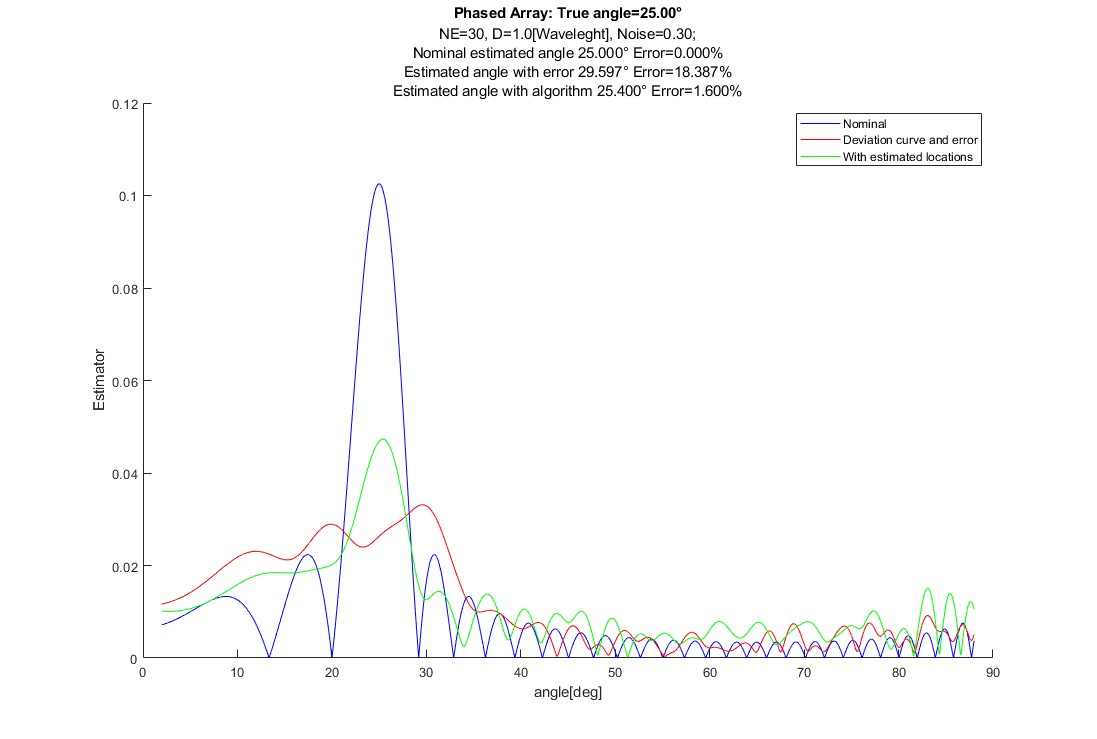 Phased Array: True angle=25.00°
NE=30, D=1.0[Waveleght], Noise=0.30;
Nominal estimated angle 25.000° Error=0.000%
Estimated angle with error 29.597° Error=18.387%
Estimated angle with algorithm 25.400° Error=1.600%
0.12
0.1
0.08
0.06
0.04
0.02
0
Estimator
Nominal
Deviation curve and error
With estimated locations
0 10 20 30 40 50 60 70 80 90
angle[deg]